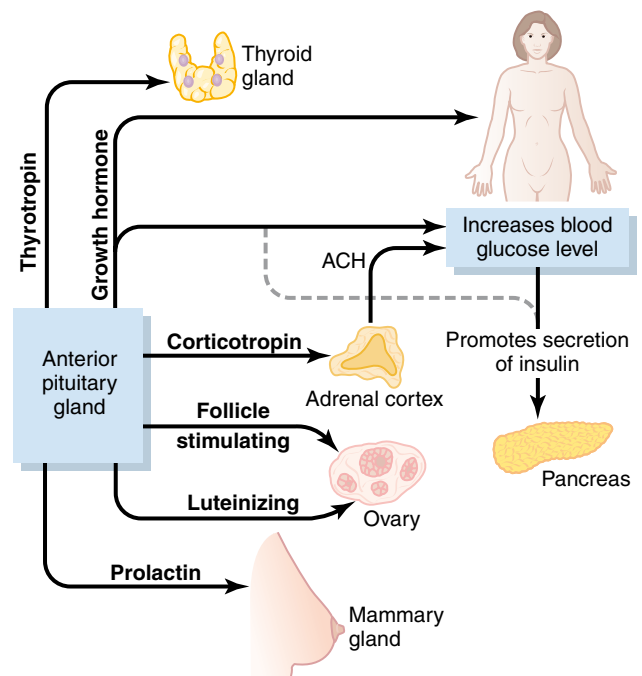 Thyroid
gland
Thyrotropin
Growth hormone
Increases blood
glucose level
ACH
Anterior
pituitary
gland
Corticotropin
Adrenal cortex
Promotes secretion
of insulin
Follicle
stimulating
Pancreas
Luteinizing
Ovary
Prolactin
Mammary
gland